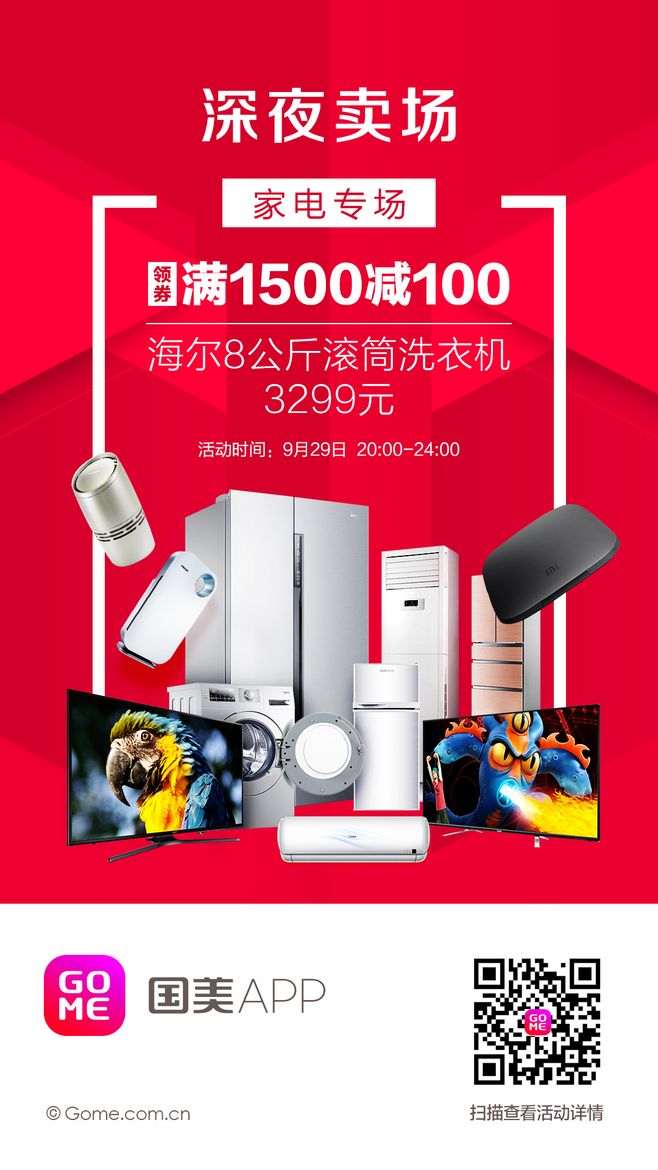 深夜卖场
家电专场
领券 满1500减100
海尔8公斤滚筒洗衣机
3299元
活动时间：9月29日 20:00-24:00
mi
GO
ME
国美APP
GO
ME
© Gome.com.cn
扫描查看活动详情